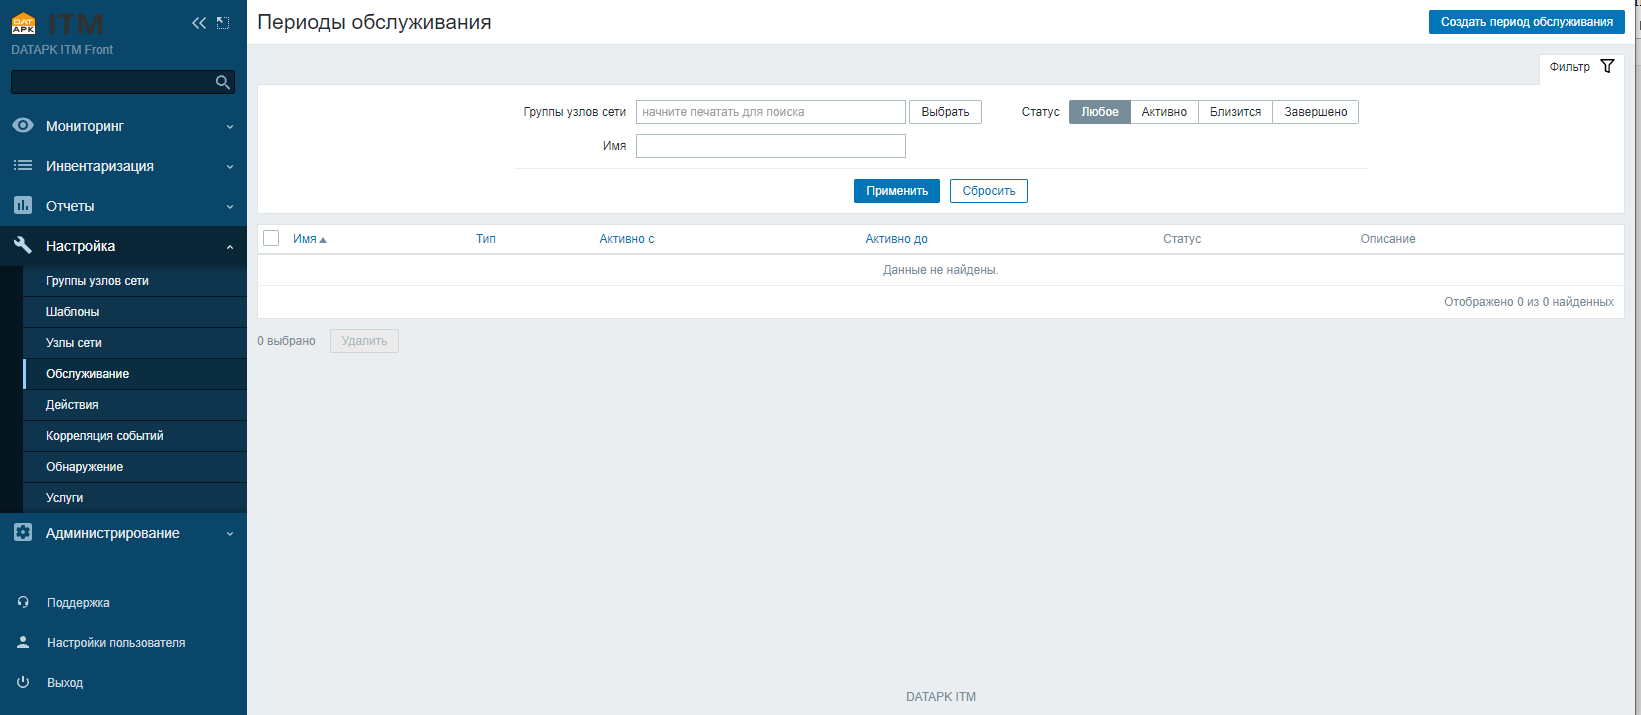 DAT
APK
ITM
DATAPK ITM Front
Мониторинг
Инвентаризация
Отчеты
Настройка
Группы узлов сети
Шаблоны
Узлы сети
Обслуживание
Действия
Корреляция событий
Обнаружение
Услуги
Администрирование
Поддержка
Настройки пользователя
Выход
Периоды обслуживания
Создать период обслуживания
Фильтр
Группы узлов сети начните печатать для поиска Выбрать Статус Любое Активно Близится Завершено
Имя
Применить Сбросить
Имя Тип Активно с Активно до Статус Описание
Данные не найдены.
Отображено 0 из 0 найденных
0 выбрано Удалить
DATAPK ITM